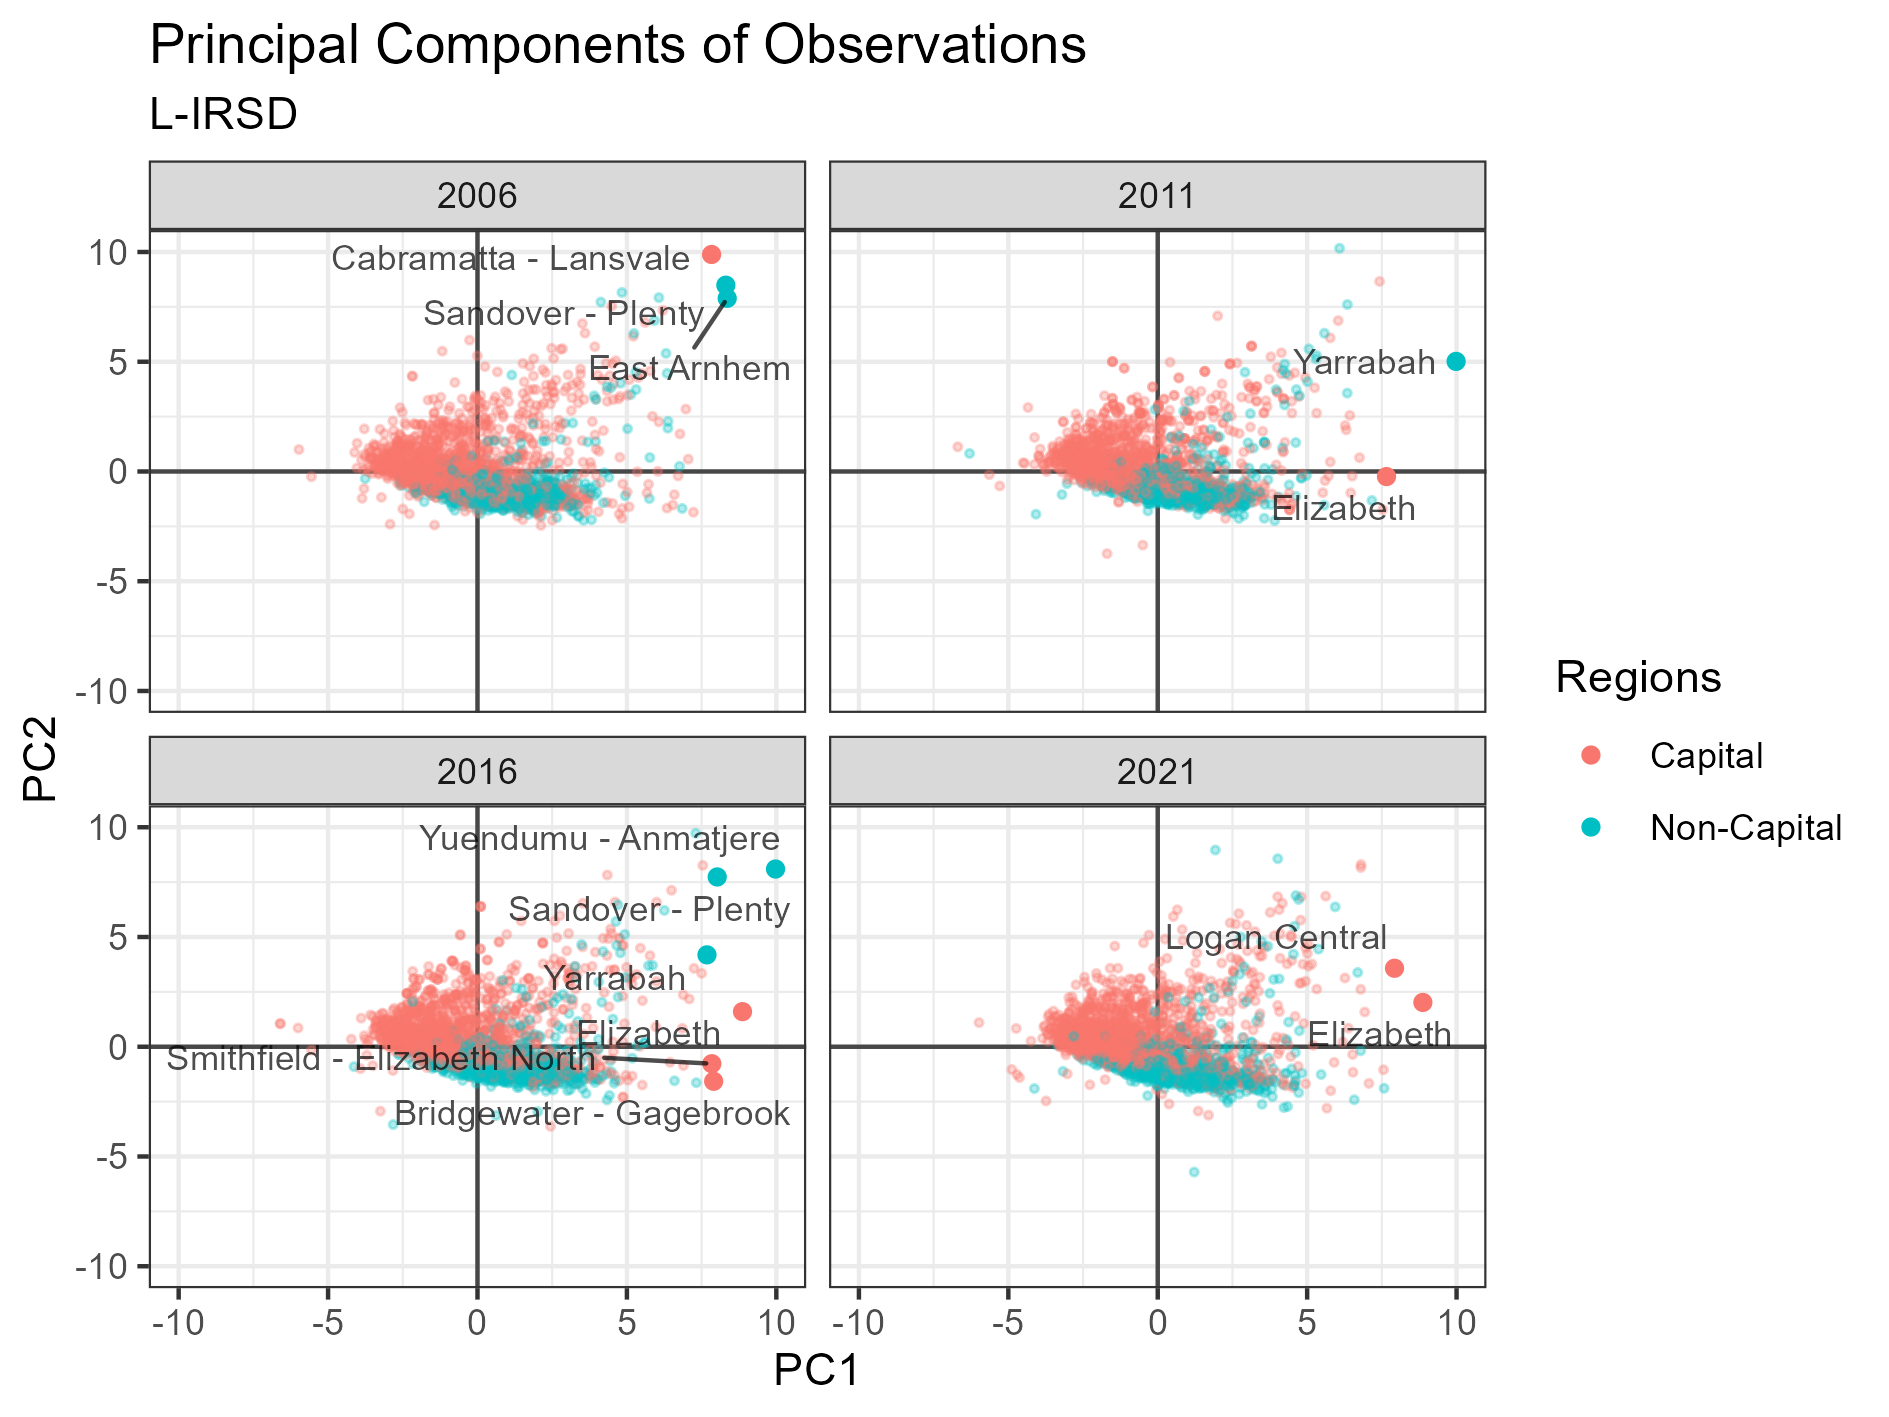 Principal Components of Observations
L-IRSD
2006
2011
10
5
0
-5
-10
Cabramatta - Lansvale
Sandover - Plenty
East Arnhem
Yarrabah
Elizabeth
PC2
2016
2021
10
5
0
-5
-10
Yuendumu - Anmatjere
Sandover - Plenty
Yarrabah
Elizabeth
Smithfield - Elizabeth North
Bridgewater - Gagebrook
Logan Central
Elizabeth
-10 -5 0 5 10
-10 -5 0 5 10
PC1
Regions
Capital
Non-Capital